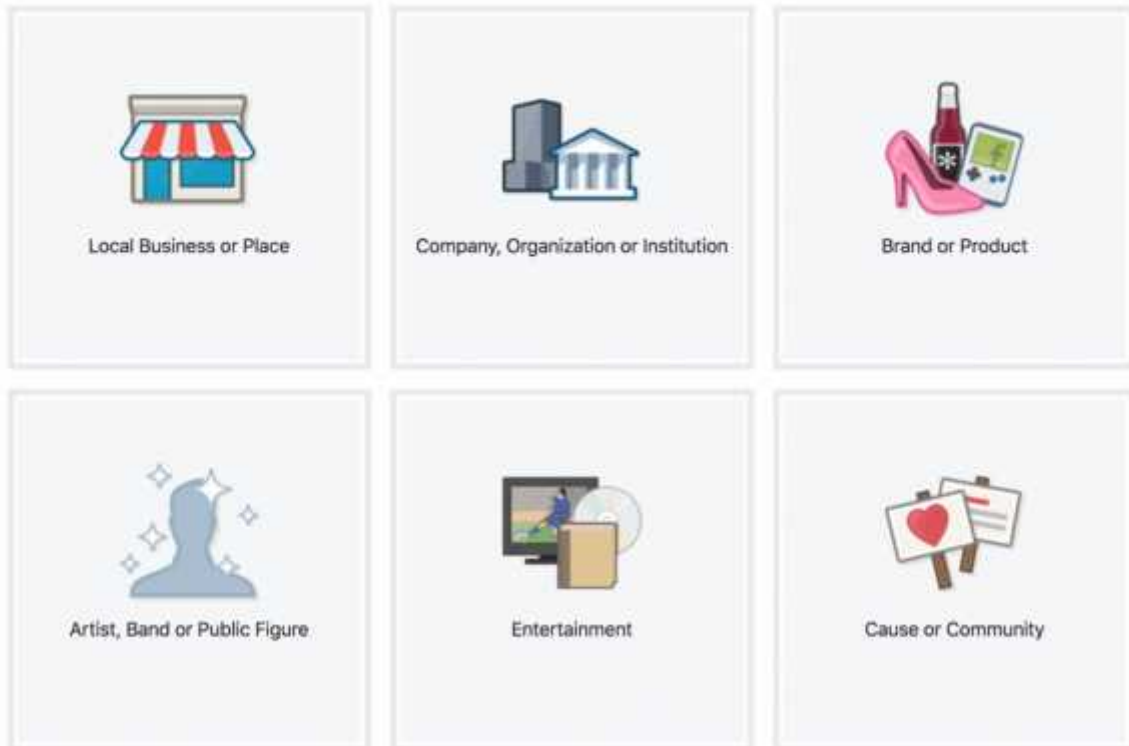 Local Business or Place
Company, Organization or Institution
Brand or Product
Artist, Band or Public Figure
Entertainment
Cause or Community